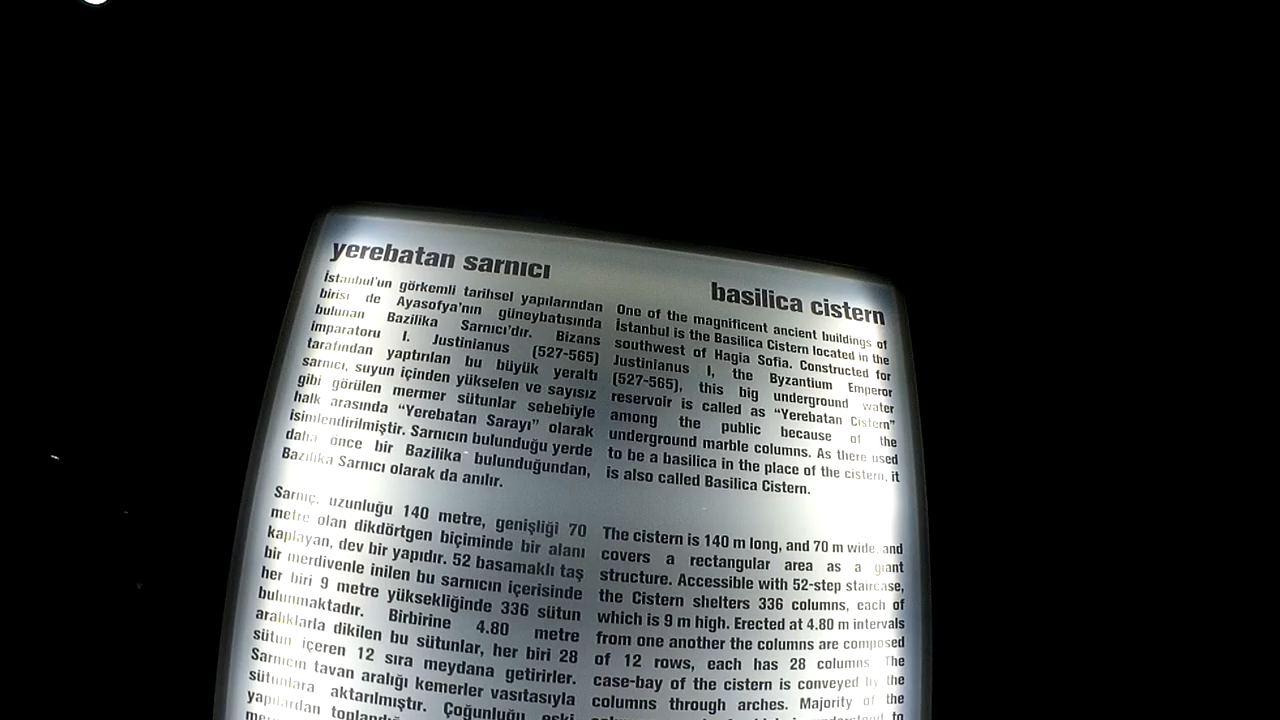 yerebatan sarnıcı
İstanbul'un görkemli tarihsel yapılarından
birisi de Ayasofya'nın güneybatısında
bulunan Bazilika Sarnıcı'dır. Bizans
İmparatoru I. Justinianus (527-565)
tarafından yaptırılan bu büyük yeraltı
sarnıcı, suyun içinden yükselen ve sayısız
gibi görülen mermer sütunlar sebebiyle
halk arasında “Yerebatan Sarayı” olarak
isimlendirilmiştir. Sarnıcın bulunduğu yerde
daha önce bir Bazilika bulunduğundan,
Bazilika Sarnıcı olarak da anılır.
Sarnıç, uzunluğu 140 metre, genişliği 70
metre olan dikdörtgen biçiminde bir alanı
kaplayan, dev bir yapıdır. 52 basamaklı taş
bir merdivenle inilen bu sarnıcın içerisinde
her biri 9 metre yüksekliğinde 336 sütun
bulunmaktadır. Birbirine 4.80 metre
aralıklarla dikilen bu sütunlar, her biri 28
sütun içeren 12 sıra meydana getirirler.
Sarnıcın tavan aralığı kemerler vasıtasıyla
sütunlara aktarılmıştır. Çoğunluğu eski
yapılardan
basilica cistern
One of the magnificent ancient buildings of
İstanbul is the Basilica Cistern located in the
southwest of Hagia Sofia. Constructed for
Justinianus I, the Byzantium Emperor
(527-565), this big underground water
reservoir is called as “Yerebatan Cistern”
among the public because of the
underground marble columns. As there used
to be a basilica in the place of the cistern, it
is also called Basilica Cistern.
The cistern is 140 m long, and 70 m wide, and
covers a rectangular area as a giant
structure. Accessible with 52-step staircase,
the Cistern shelters 336 columns, each of
which is 9 m high. Erected at 4.80 m intervals
from one another the columns are composed
of 12 rows, each has 28 columns. The
case-bay of the cistern is conveyed by the
columns through arches. Majority of the